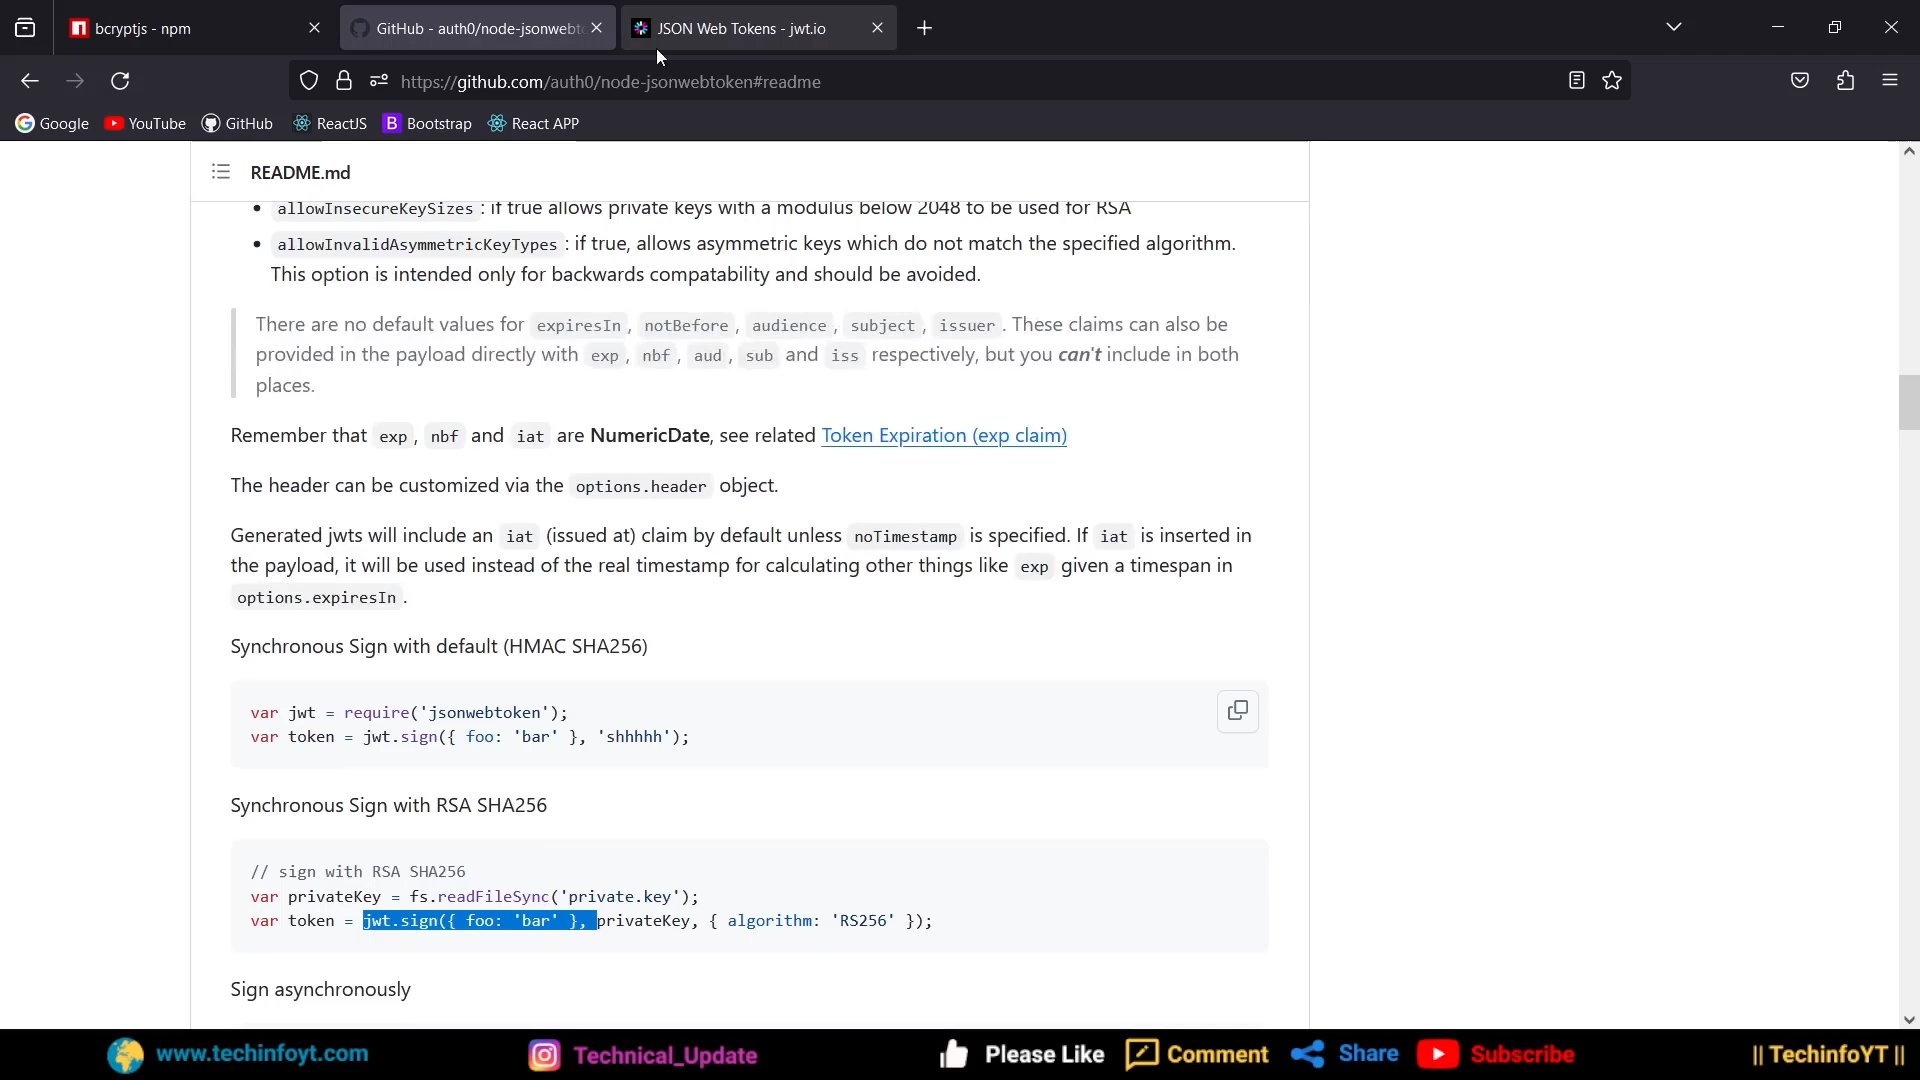 bcryptjs - npm
GitHub - auth0/node-jsonwebto
JSON Web Tokens - jwt.io
https://github.com/auth0/node-jsonwebtoken#readme
Google YouTube GitHub ReactJS Bootstrap React APP
README.md
allowInsecureKeySizes : if true allows private keys with a modulus below 2048 to be used for RSA
allowInvalidAsymmetricKeyTypes : if true, allows asymmetric keys which do not match the specified algorithm.
This option is intended only for backwards compatability and should be avoided.
There are no default values for expiresIn , notBefore , audience , subject , issuer . These claims can also be
provided in the payload directly with exp , nbf , aud , sub and iss respectively, but you can't include in both
places.
Remember that exp , nbf and iat are NumericDate, see related Token Expiration (exp claim)
The header can be customized via the options.header object.
Generated jwts will include an iat (issued at) claim by default unless noTimestamp is specified. If iat is inserted in
the payload, it will be used instead of the real timestamp for calculating other things like exp given a timespan in
options.expiresIn .
Synchronous Sign with default (HMAC SHA256)
var jwt = require('jsonwebtoken');
var token = jwt.sign({ foo: 'bar' }, 'shhhhh');
Synchronous Sign with RSA SHA256
// sign with RSA SHA256
var privateKey = fs.readFileSync('private.key');
var token = jwt.sign({ foo: 'bar' }, privateKey, { algorithm: 'RS256' });
Sign asynchronously
www.techinfoyt.com Technical_Update Please Like Comment Share Subscribe || TechinfoYT ||